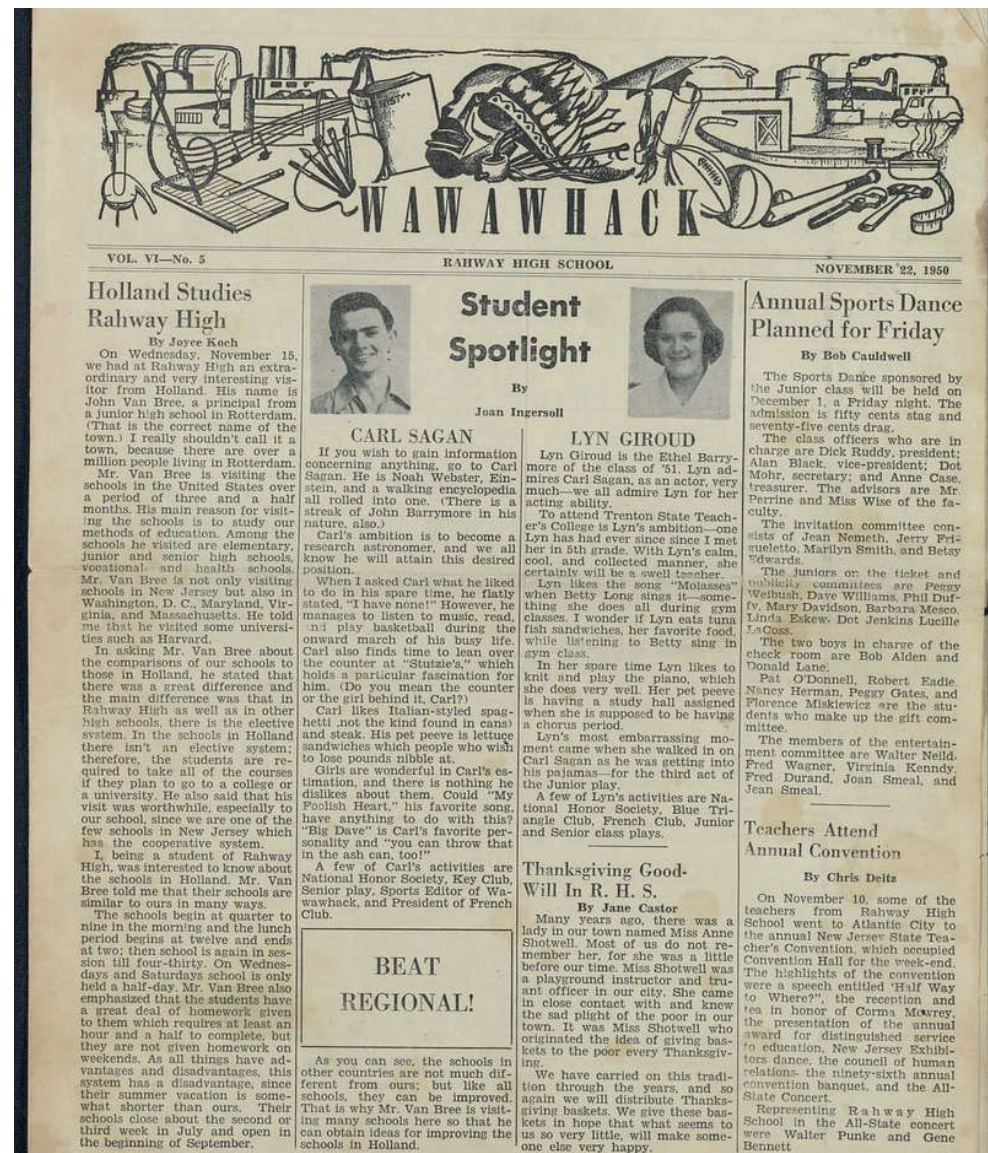 WAWAWHACK
VOL. VI—No. 5
RAHWAY HIGH SCHOOL
NOVEMBER 22, 1950
Holland Studies
Rahway High
By Joyce Koch
On Wednesday, November 15,
we had at Rahway High an extra-
ordinary and very interesting vis-
itor from Holland. His name is
John Van Bree, a principal from
a junior high school in Rotterdam.
(That is the correct name of the
town.) I really shouldn't call it a
town, because there are over a
million people living in Rotterdam.
Mr. Van Bree is visiting the
schools in the United States over
a period of three and a half
months. His main reason for visit-
ing the schools is to study our
methods of education. Among the
schools he visited are elementary,
junior and senior high schools,
vocational and health schools.
Mr. Van Bree is not only visiting
schools in New Jersey but also in
Washington, D. C., Maryland, Vir-
ginia, and Massachusetts. He told
me that he visited some universi-
ties such as Harvard.
In asking Mr. Van Bree about
the comparisons of our schools to
those in Holland, he stated that
there was a great difference and
the main difference was that in
Rahway High as well as in other
high schools, there is the elective
system. In the schools in Holland
there isn't an elective system;
therefore, the students are re-
quired to take all of the courses
if they plan to go to a college or
a university. He also said that his
visit was worthwhile, especially to
our school, since we are one of the
few schools in New Jersey which
has the cooperative system.
I, being a student of Rahway
High, was interested to know about
the schools in Holland. Mr. Van
Bree told me that their schools are
similar to ours in many ways.
The schools begin at quarter to
nine in the morning and the lunch
period begins at twelve and ends
at two; then school is again in ses-
sion till four-thirty. On Wednes-
days and Saturdays school is only
held a half-day. Mr. Van Bree also
emphasized that the students have
a great deal of homework given
to them which requires at least an
hour and a half to complete, but
they are not given homework on
weekends. As all things have ad-
vantages and disadvantages, this
system has a disadvantage, since
their summer vacation is some-
what shorter than ours. Their
schools close about the second or
third week in July and open in
the beginning of September.
Student
Spotlight
By
Joan Ingersoll
CARL SAGAN
If you wish to gain information
concerning anything, go to Carl
Sagan. He is Noah Webster, Ein-
stein, and a walking encyclopedia
all rolled into one. (There is a
streak of John Barrymore in his
nature, also.)
Carl's ambition is to become a
research astronomer, and we all
know he will attain this desired
position.
When I asked Carl what he liked
to do in his spare time, he flatly
stated, "I have none!" However, he
manages to listen to music, read,
and play basketball during the
onward march of his busy life.
Carl also finds time to lean over
the counter at "Stutzie's," which
holds a particular fascination for
him. (Do you mean the counter
or the girl behind it, Carl?)
Carl likes Italian-styled spag-
hetti ,not the kind found in cans)
and steak. His pet peeve is lettuce
sandwiches which people who wish
to lose pounds nibble at.
Girls are wonderful in Carl's es-
timation, and there is nothing he
dislikes about them. Could "My
Foolish Heart," his favorite song,
have anything to do with this?
"Big Dave" is Carl's favorite per-
sonality and "you can throw that
in the ash can, too!"
A few of Carl's activities are
National Honor Society, Key Club,
Senior play, Sports Editor of Wa-
wawhack, and President of French
Club.
BEAT
REGIONAL!
As you can see, the schools in
other countries are not much dif-
ferent from ours; but like all
schools, they can be improved.
That is why Mr. Van Bree is visit-
ing many schools here so that he
can obtain ideas for improving the
schools in Holland.
LYN GIROUD
Lyn Giroud is the Ethel Barry-
more of the class of '51. Lyn ad-
mires Carl Sagan, as an actor, very
much—we all admire Lyn for her
acting ability.
To attend Trenton State Teach-
er's College is Lyn's ambition—one
Lyn has had ever since since I met
her in 5th grade. With Lyn's calm,
cool, and collected manner, she
certainly will be a swell teacher.
Lyn likes the song "Molasses"
when Betty Long sings it—some-
thing she does all during gym
classes. I wonder if Lyn eats tuna
fish sandwiches, her favorite food,
while listening to Betty sing in
gym class.
In her spare time Lyn likes to
knit and play the piano, which
she does very well. Her pet peeve
is having a study hall assigned
when she is supposed to be having
a chorus period.
Lyn's most embarrassing mo-
ment came when she walked in on
Carl Sagan as he was getting into
his pajamas—for the third act of
the Junior play.
A few of Lyn's activities are Na-
tional Honor Society, Blue Tri-
angle Club, French Club, Junior
and Senior class plays.
Thanksgiving Good-
Will In R. H. S.
By Jane Castor
Many years ago, there was a
lady in our town named Miss Anne
Shotwell. Most of us do not re-
member her, for she was a little
before our time. Miss Shotwell was
a playground instructor and tru-
ant officer in our city. She came
in close contact with and knew
the sad plight of the poor in our
town. It was Miss Shotwell who
originated the idea of giving bas-
kets to the poor every Thanksgiv-
ing.
We have carried on this tradi-
tion through the years, and so
again we will distribute Thanks-
giving baskets. We give these bas-
kets in hope that what seems to
us so very little, will make some-
one else very happy.
Annual Sports Dance
Planned for Friday
By Bob Cauldwell
The Sports Dance sponsored by
the Junior class will be held on
December 1, a Friday night. The
admission is fifty cents stag and
seventy-five cents drag.
The class officers who are in
charge are Dick Ruddy, president;
Alan Black, vice-president; Dot
Mohr, secretary; and Anne Case,
treasurer. The advisors are Mr.
Perrine and Miss Wise of the fa-
culty.
The invitation committee con-
sists of Jean Nemeth, Jerry Fri-
gueletto, Marilyn Smith, and Betsy
Edwards.
The Juniors on the ticket and
publicity committees are Peggy
Weibush, Dave Williams, Phil Duf-
fy, Mary Davidson, Barbara Mesco,
Linda Eskew, Dot Jenkins Lucille
LaCoss.
The two boys in charge of the
check room are Bob Alden and
Donald Lane.
Pat O'Donnell, Robert Eadie,
Nancy Herman, Peggy Gates, and
Florence Miskiewicz are the stu-
dents who make up the gift com-
mittee.
The members of the entertain-
ment committee are Walter Neild,
Fred Wagner, Virginia Kenndy,
Fred Durand, Joan Smeal, and
Jean Smeal.
Teachers Attend
Annual Convention
By Chris Deitz
On November 10, some of the
teachers from Rahway High
School went to Atlantic City to
the annual New Jersey State Tea-
cher's Convention, which occupied
Convention Hall for the week-end.
The highlights of the convention
were a speech entitled 'Half Way
to Where?", the reception and
tea in honor of Corma Mowrey,
the presentation of the annual
award for distinguished service
to education, New Jersey Exhibi-
tors dance, the council of human
relations, the ninety-sixth annual
convention banquet, and the All-
State Concert.
Representing Rahway High
School in the All-State concert
were Walter Punke and Gene
Bennett